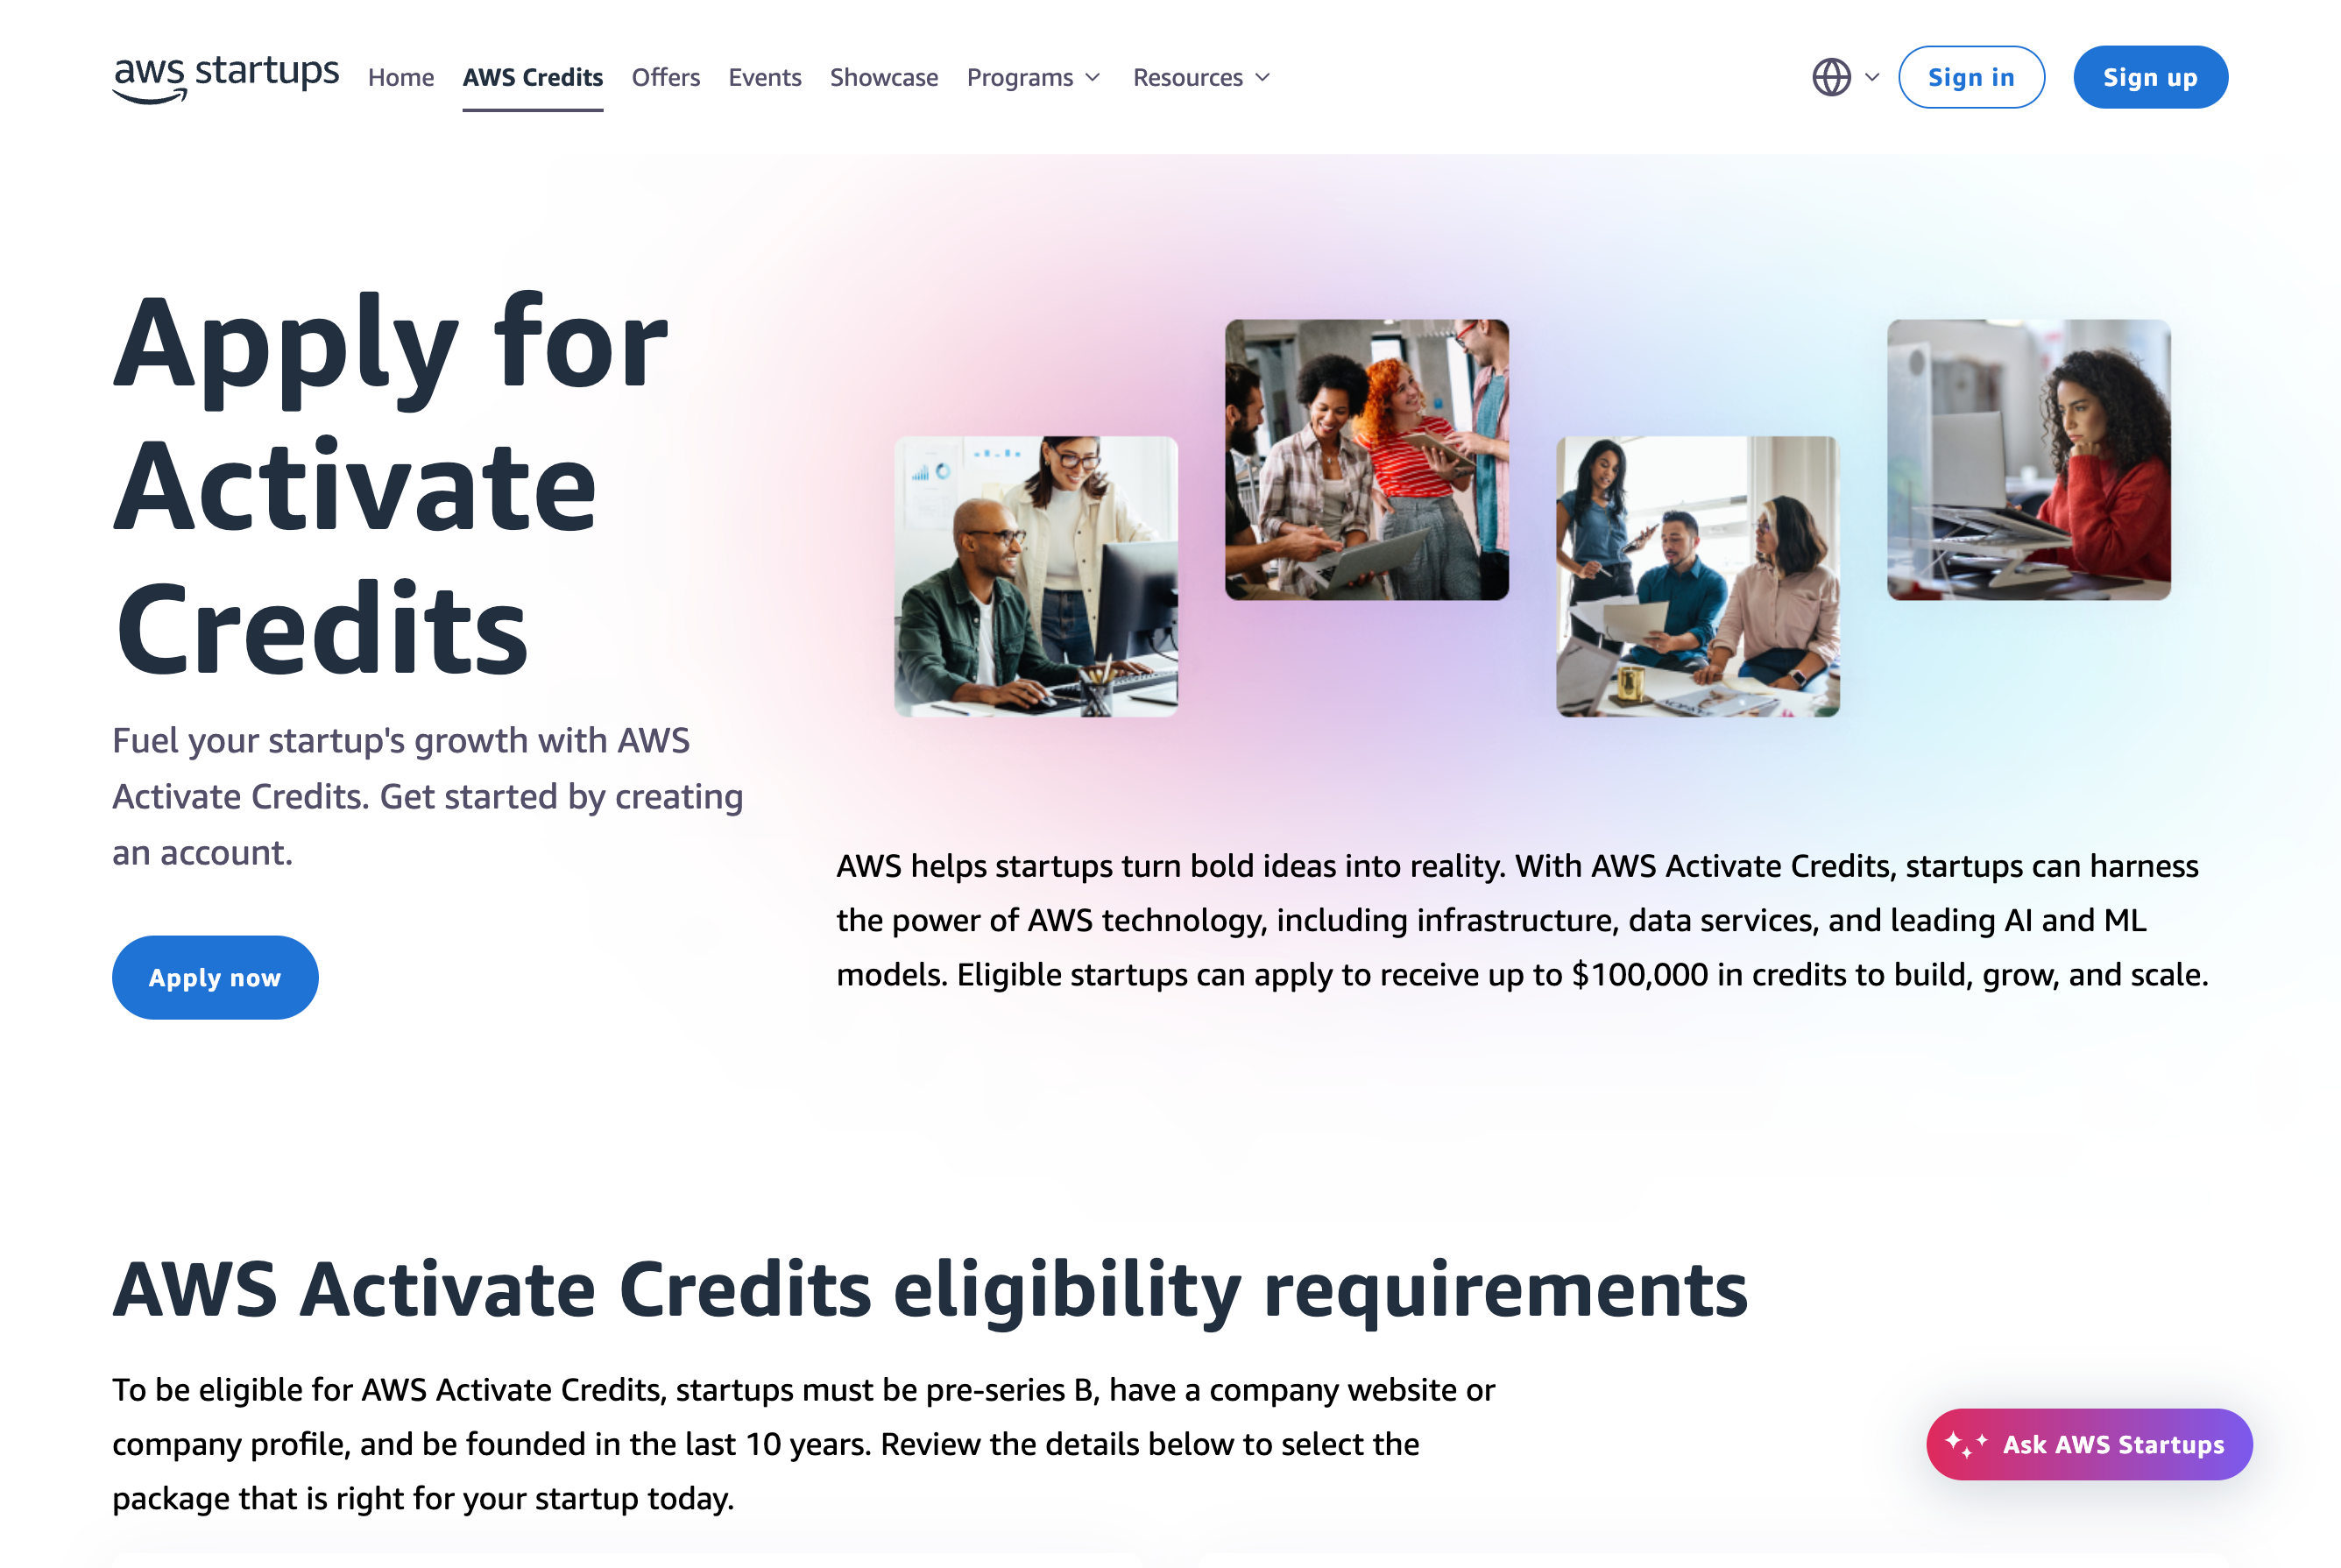 aws startups
Home
AWS Credits
Offers
Events
Showcase
Programs
Resources
Sign in
Sign up
Apply for
Activate
Credits
Fuel your startup's growth with AWS
Activate Credits. Get started by creating
an account.
Apply now
AWS helps startups turn bold ideas into reality. With AWS Activate Credits, startups can harness
the power of AWS technology, including infrastructure, data services, and leading AI and ML
models. Eligible startups can apply to receive up to $100,000 in credits to build, grow, and scale.
AWS Activate Credits eligibility requirements
To be eligible for AWS Activate Credits, startups must be pre-series B, have a company website or
company profile, and be founded in the last 10 years. Review the details below to select the
package that is right for your startup today.
Ask AWS Startups